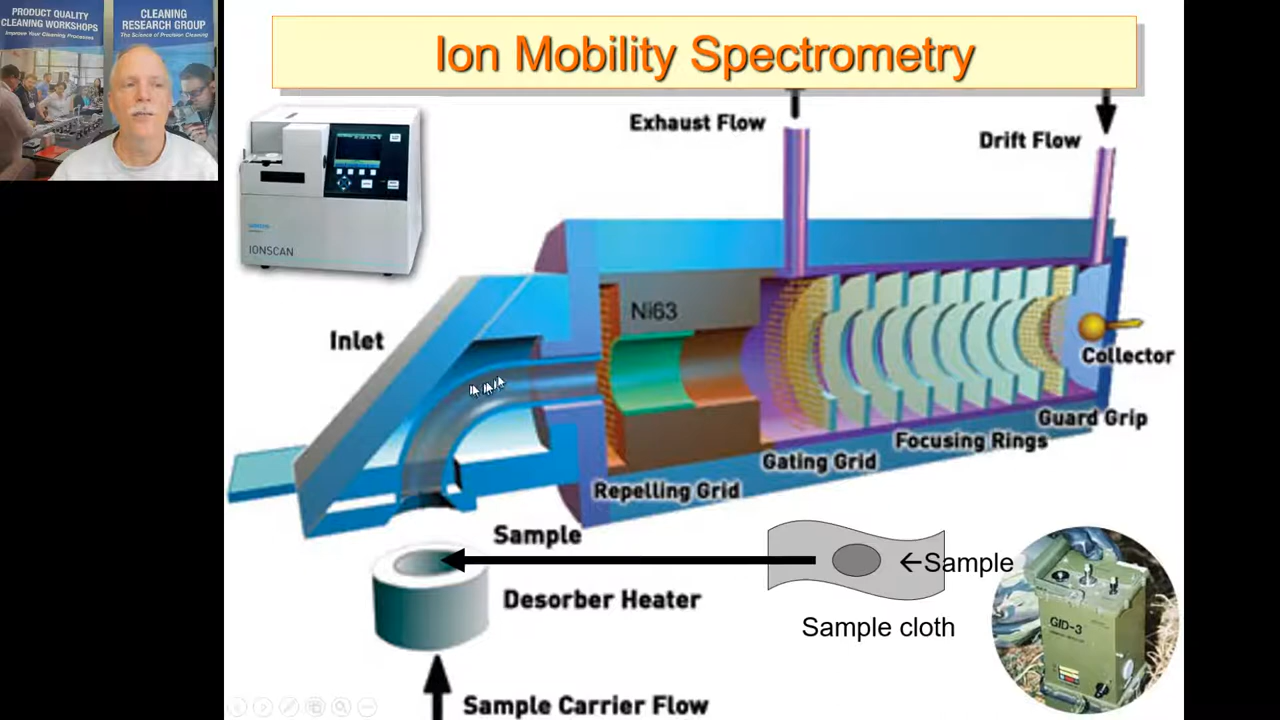 PRODUCT QUALITY
CLEANING WORKSHOPS
Improve Your Cleaning Processes
CLEANING
RESEARCH GROUP
The Science of Precision Cleaning
Ion Mobility Spectrometry
Exhaust Flow
Drift Flow
IONSCAN
Ni63
Inlet
Collector
Guard Grip
Focusing Rings
Gating Grid
Repelling Grid
Sample
←Sample
Desorber Heater
Sample cloth
GID-3
Sample Carrier Flow